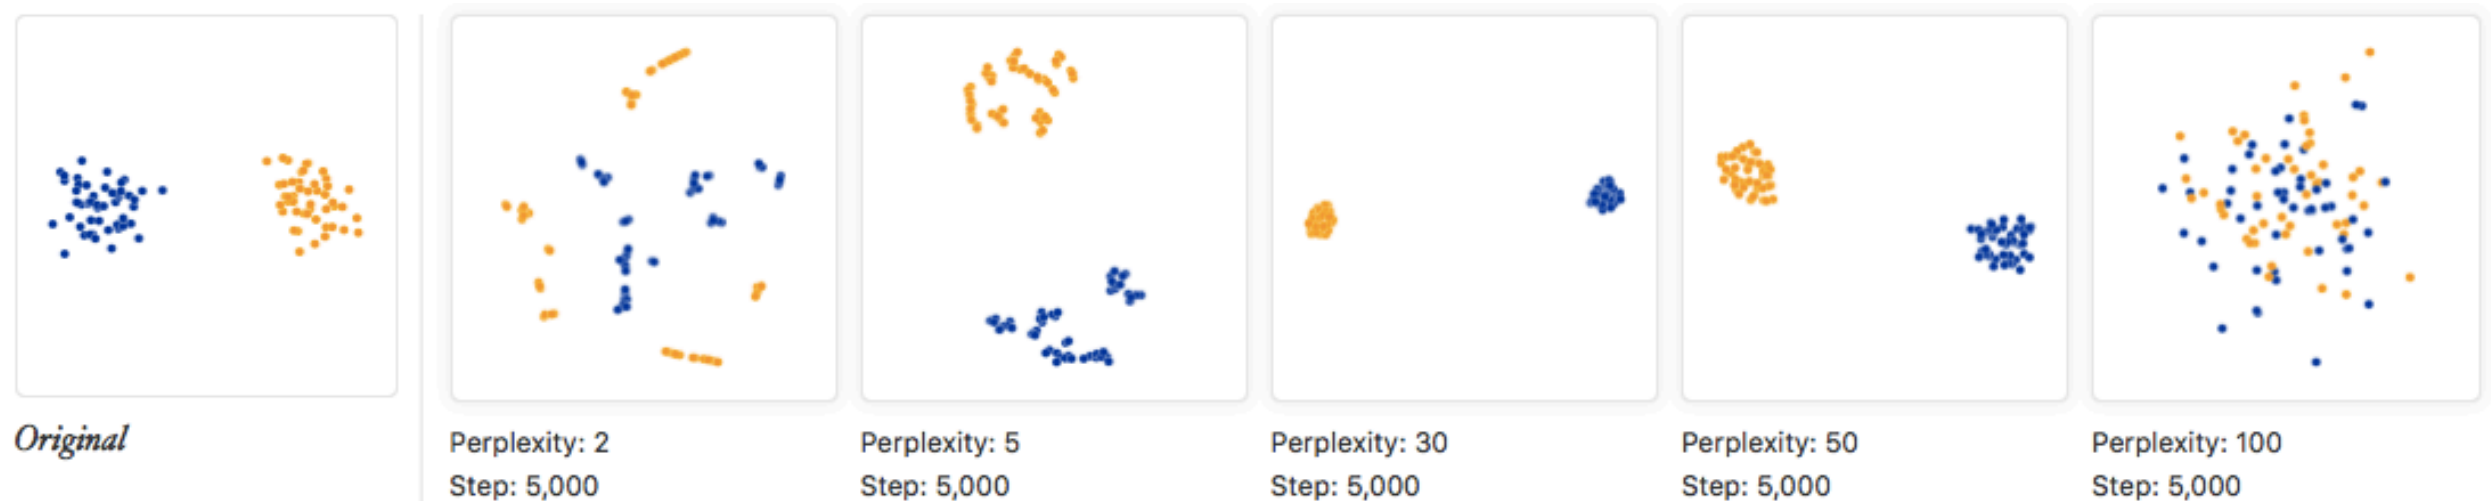 Original
Perplexity: 2
Step: 5,000
Perplexity: 5
Step: 5,000
Perplexity: 30
Step: 5,000
Perplexity: 50
Step: 5,000
Perplexity: 100
Step: 5,000